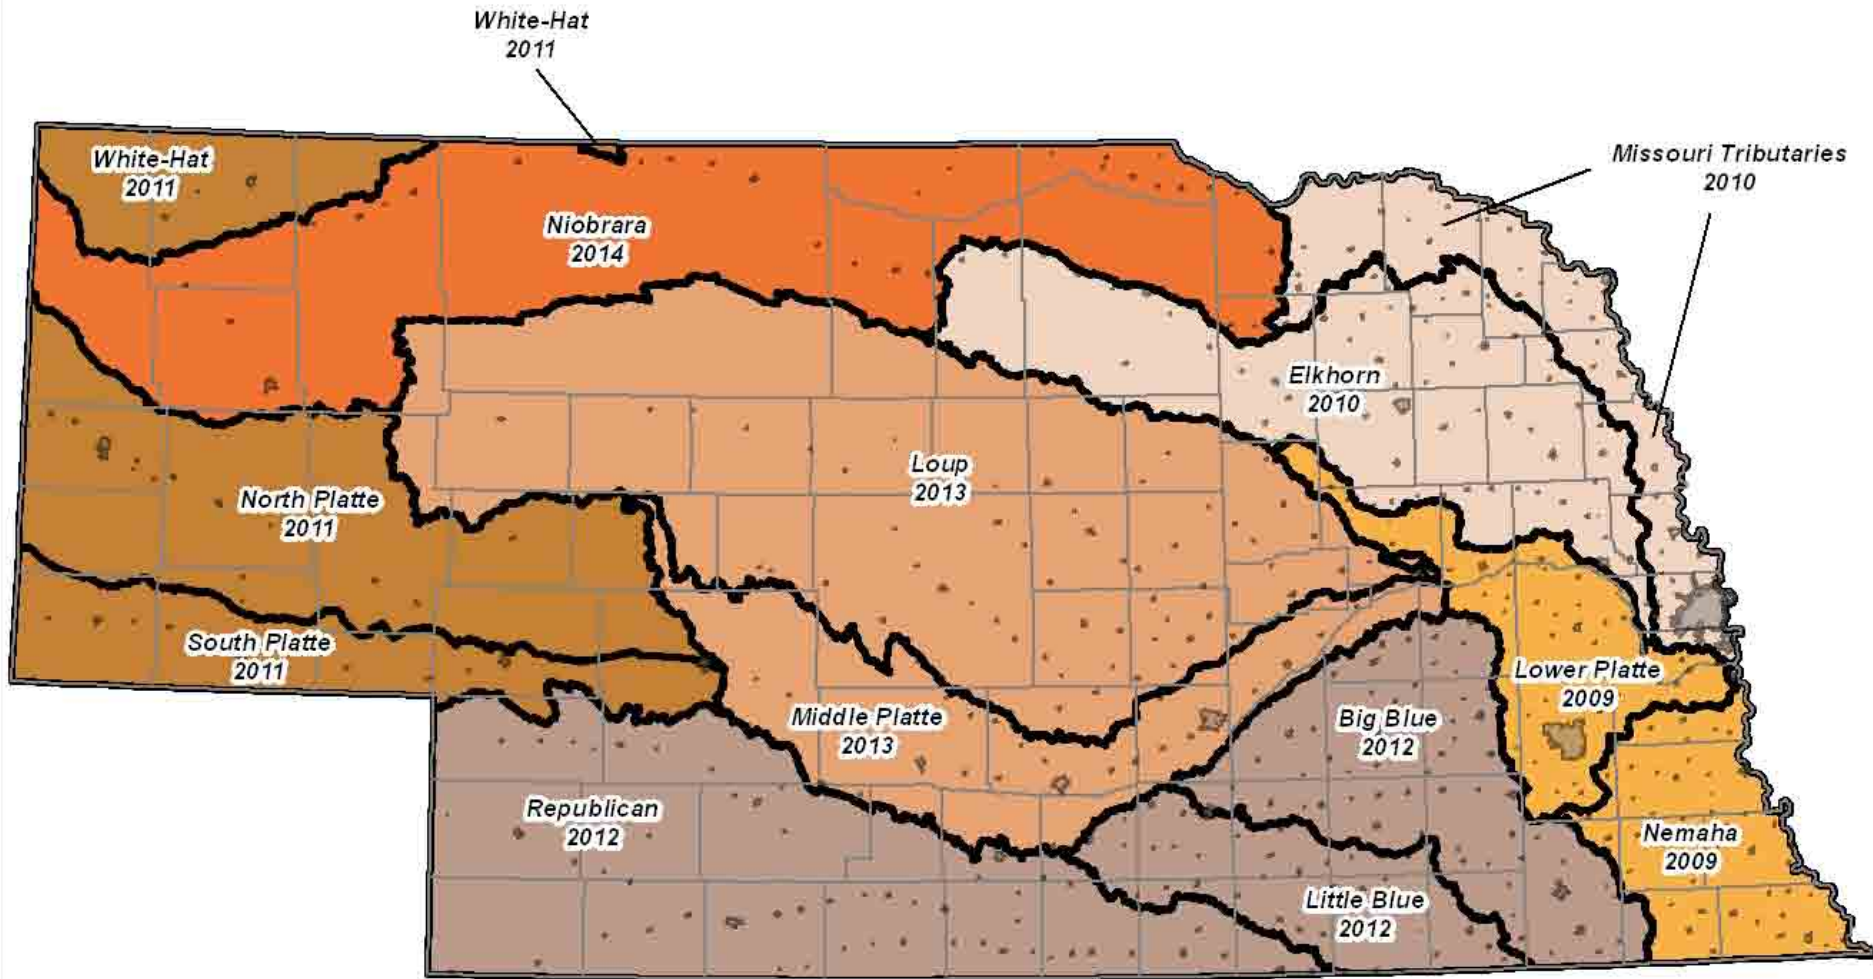 White-Hat
2011
White-Hat
2011
Missouri Tributaries
2010
Niobrara
2014
Elkhorn
2010
Loup
2013
North Platte
2011
South Platte
2011
Lower Platte
2009
Middle Platte
2013
Big Blue
2012
Republican
2012
Nemaha
2009
Little Blue
2012